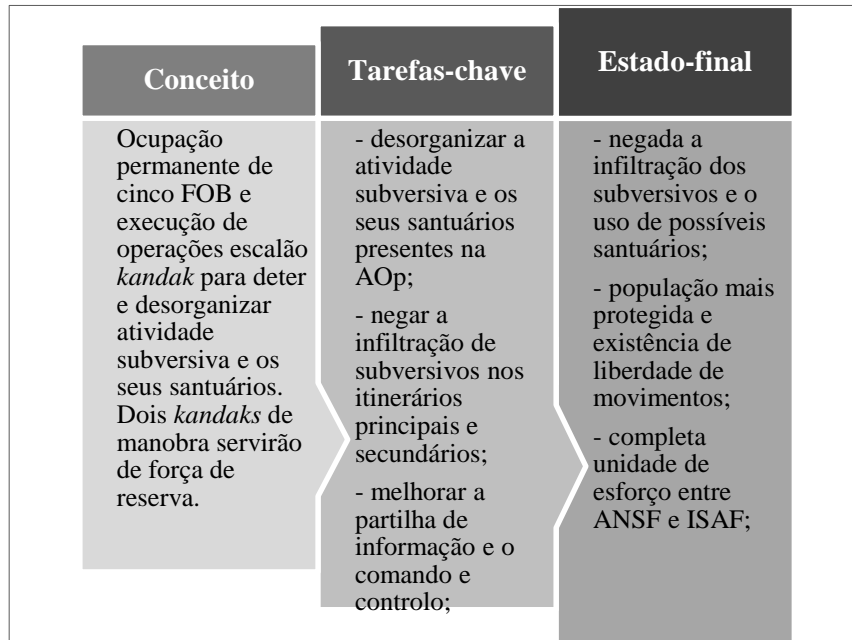 Conceito
Ocupação
permanente de
cinco FOB e
execução de
operações escalão
kandak para deter
e desorganizar
atividade
subversiva e os
seus santuários.
Dois kandaks de
manobra servirão
de força de
reserva.
Tarefas-chave
- desorganizar a
atividade
subversiva e os
seus santuários
presentes na
AOp;
- negar a
infiltração de
subversivos nos
itinerários
principais e
secundários;
- melhorar a
partilha de
informação e o
comando e
controlo;
Estado-final
- negada a
infiltração dos
subversivos e o
uso de possíveis
santuários;
- população mais
protegida e
existência de
liberdade de
movimentos;
- completa
unidade de
esforço entre
ANSF e ISAF;